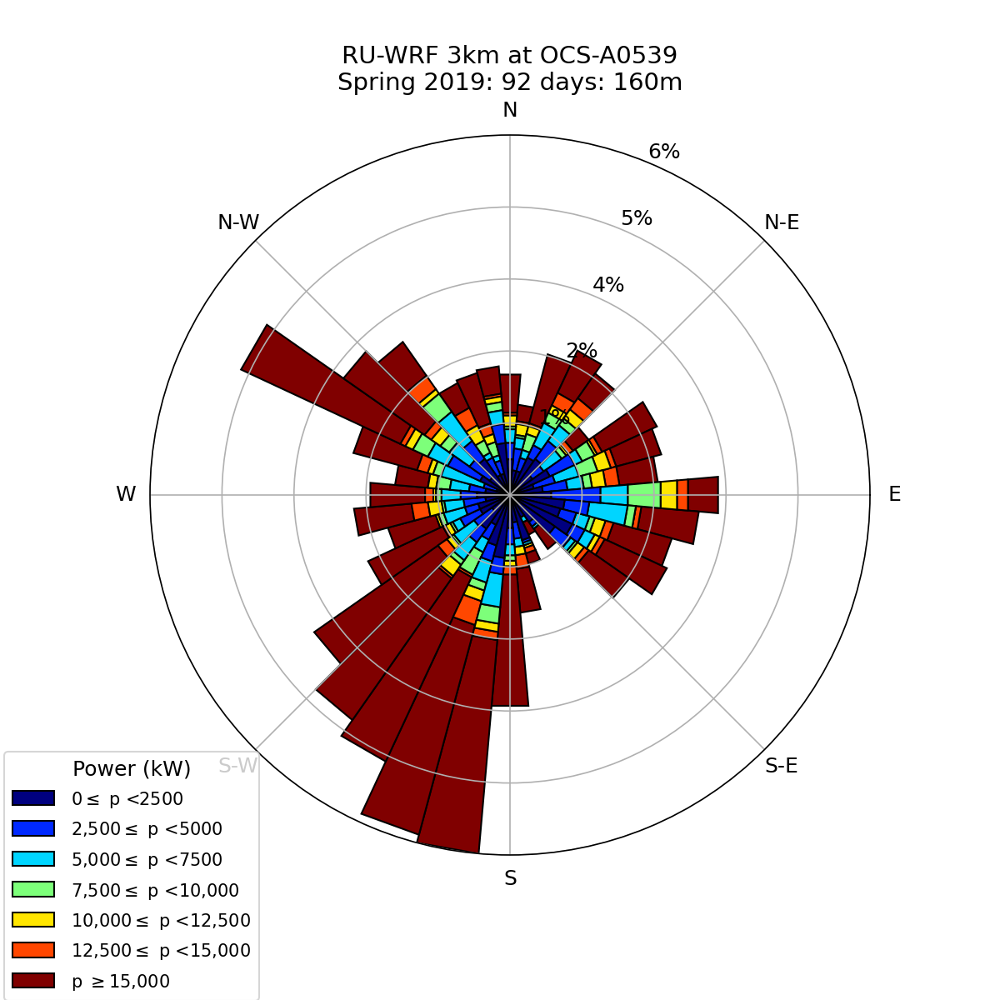 RU-WRF 3km at OCS-A0539
Spring 2019: 92 days: 160m
N
6%
N-W
N-E
5%
4%
2%
1%
W
E
S-W
S-E
S
Power (kW)
0≤ p <2500
2,500≤ p <5000
5,000≤ p <7500
7,500≤ p <10,000
10,000≤ p <12,500
12,500≤ p <15,000
p ≥15,000